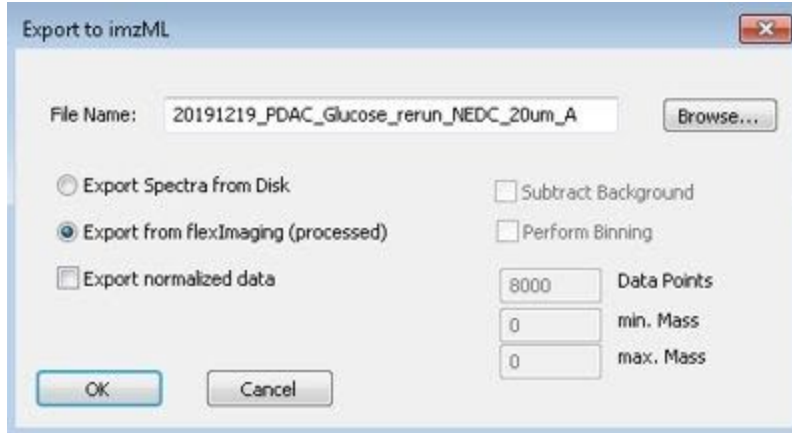 Export to imzML
File Name: 20191219_PDAC_Glucose_rerun_NEDC_20um_A Browse...
Export Spectra from Disk
Subtract Background
Export from flexImaging (processed)
Perform Binning
Export normalized data
8000 Data Points
0 min. Mass
0 max. Mass
OK Cancel